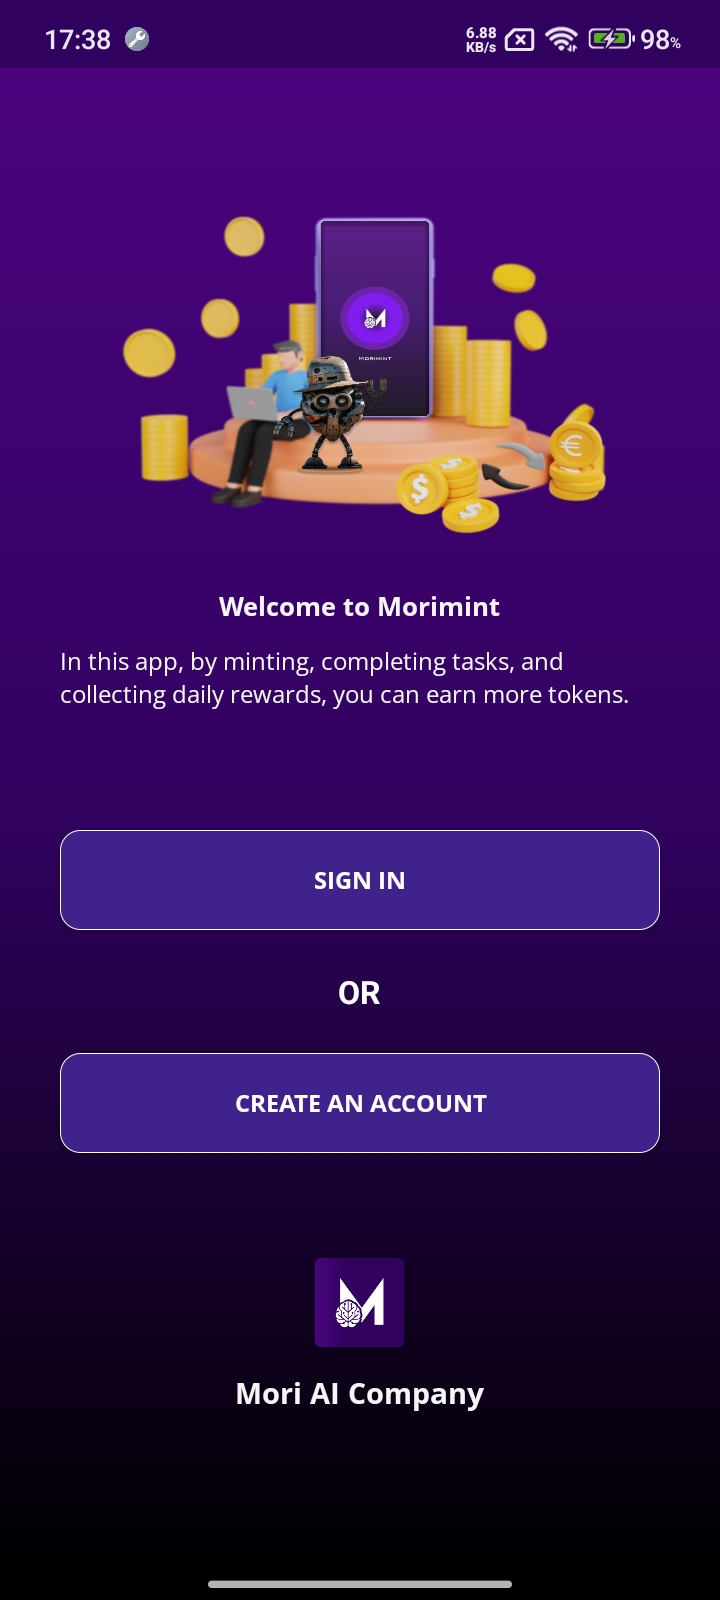 17:38
6.88
KB/s
98%
M
MORIMINT
$
$
$
€
Welcome to Morimint
In this app, by minting, completing tasks, and
collecting daily rewards, you can earn more tokens.
SIGN IN
OR
CREATE AN ACCOUNT
M
Mori AI Company